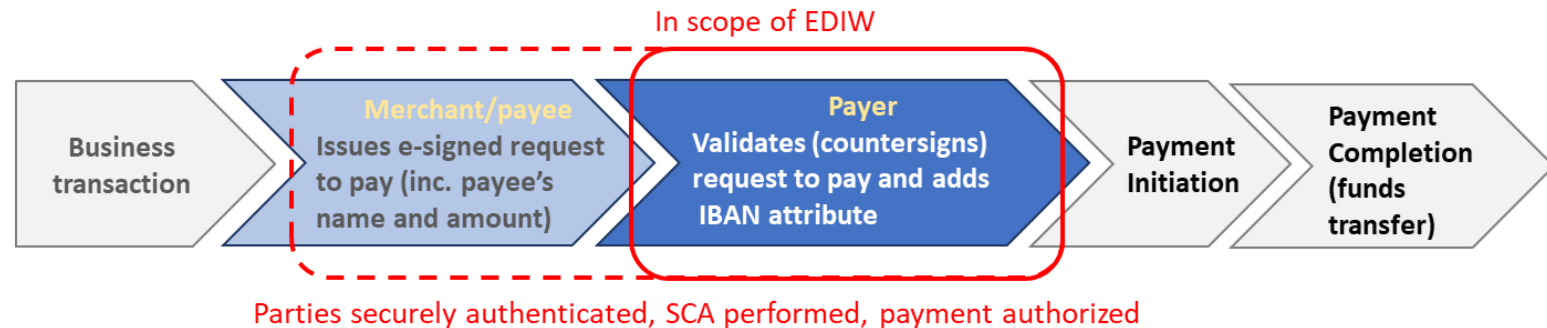 In scope of EDIW
Business
transaction
Merchant/payee
Issues e-signed request
to pay (inc. payee's
name and amount)
Payer
Validates (countersigns)
request to pay and adds
IBAN attribute
Payment
Initiation
Payment
Completion
(funds
transfer)
Parties securely authenticated, SCA performed, payment authorized